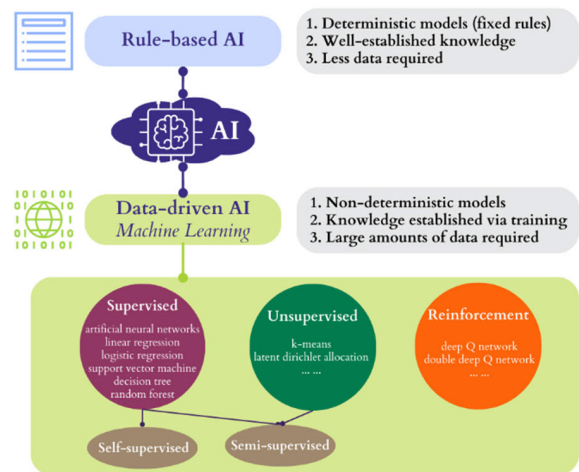 Rule-based AI
1. Deterministic models (fixed rules)
2. Well-established knowledge
3. Less data required
AI
101010
010101
Data-driven AI
Machine Learning
1. Non-deterministic models
2. Knowledge established via training
3. Large amounts of data required
Supervised
artificial neural networks
linear regression
logistic regression
support vector machine
decision tree
random forest
Unsupervised
k-means
latent dirichlet allocation
... ...
Reinforcement
deep Q network
double deep Q network
... ...
Self-supervised
Semi-supervised